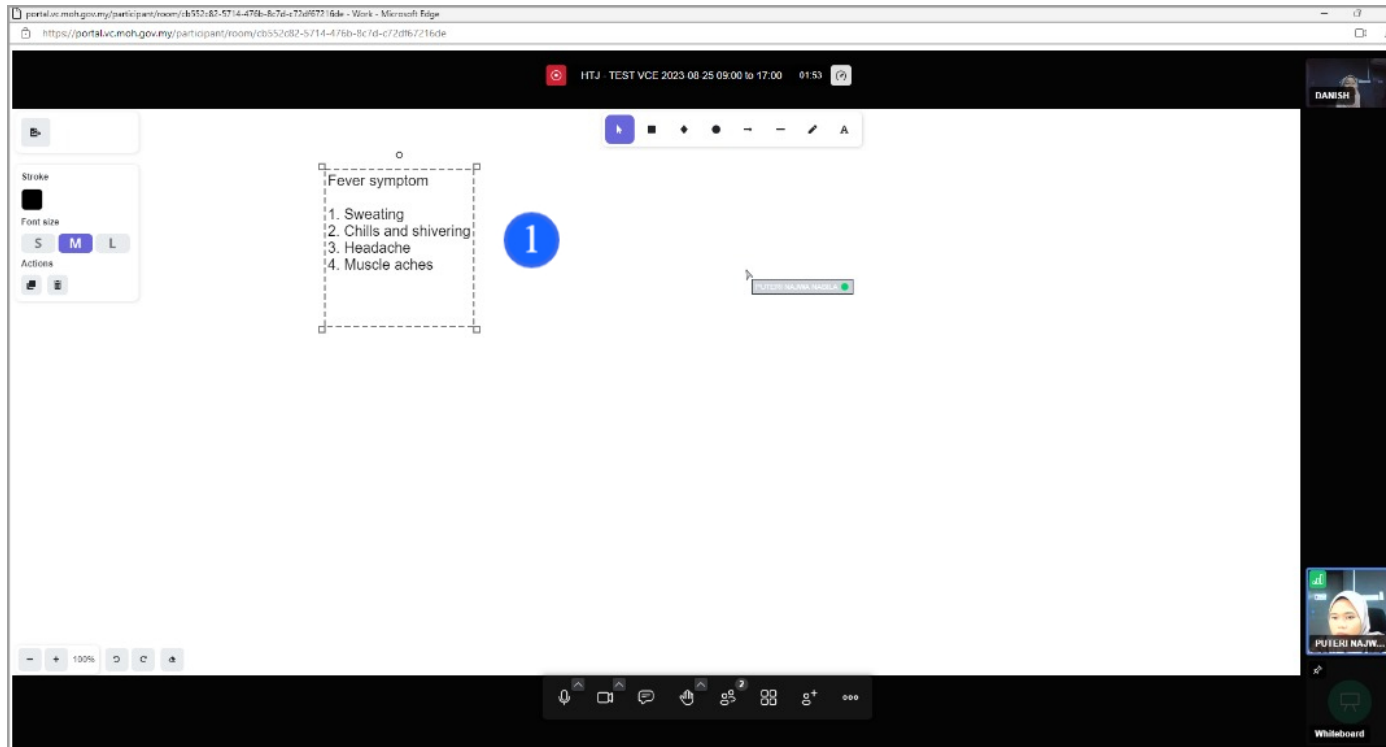 portal.vc.moh.gov.my/participant/room/cb552c82-5714-476b-8c7d-c72df67216de - Work - Microsoft Edge
https://portal.vc.moh.gov.my/participant/room/cb552c82-5714-476b-8c7d-c72df67216de
HTJ - TEST VCE 2023-08-25 09:00 to 17:00 01:53
DANISH
A
Stroke
Font size
S M L
Actions
Fever symptom
1. Sweating
2. Chills and shivering
3. Headache
4. Muscle aches
1
PUTERI NAJWA NABILA
PUTERI NAJW...
100%
2
Whiteboard